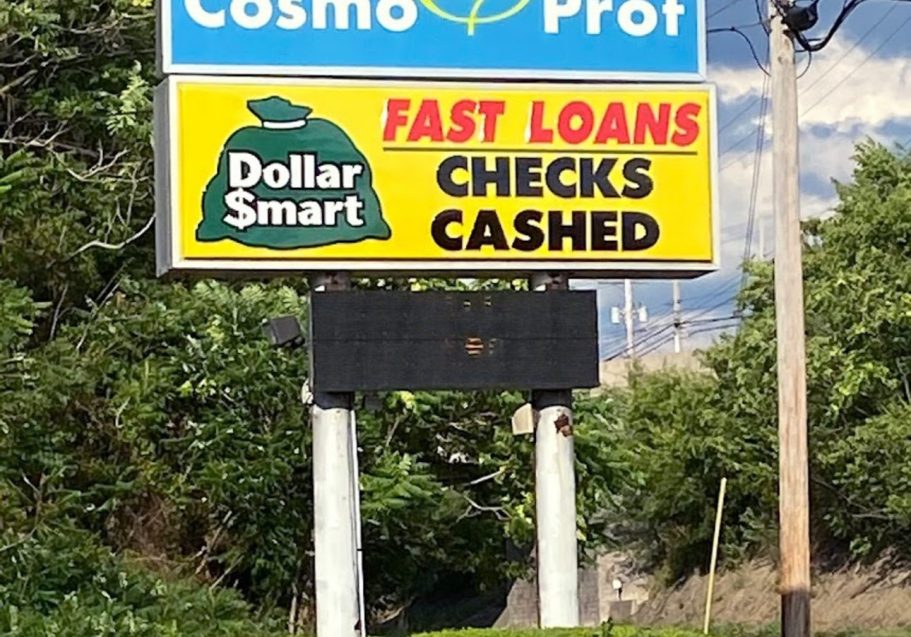 Cosmo Prof
Dollar
$mart
FAST LOANS
CHECKS
CASHED